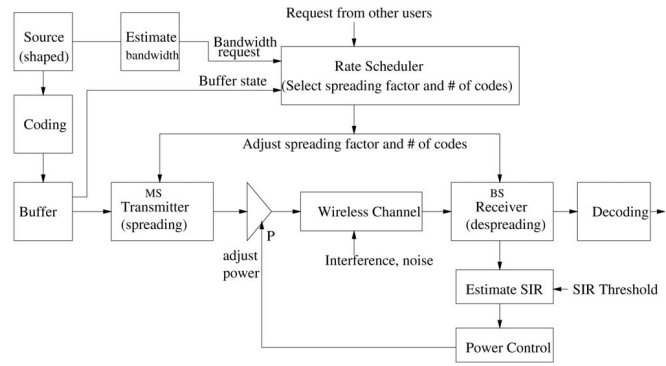 Request from other users
Source
(shaped)
Estimate
bandwidth
Bandwidth
request
Rate Scheduler
(Select spreading factor and # of codes)
Buffer state
Coding
Adjust spreading factor and # of codes
Buffer
MS
Transmitter
(spreading)
P
adjust
power
Wireless Channel
Interference, noise
BS
Receiver
(despreading)
Decoding
Estimate SIR
SIR Threshold
Power Control